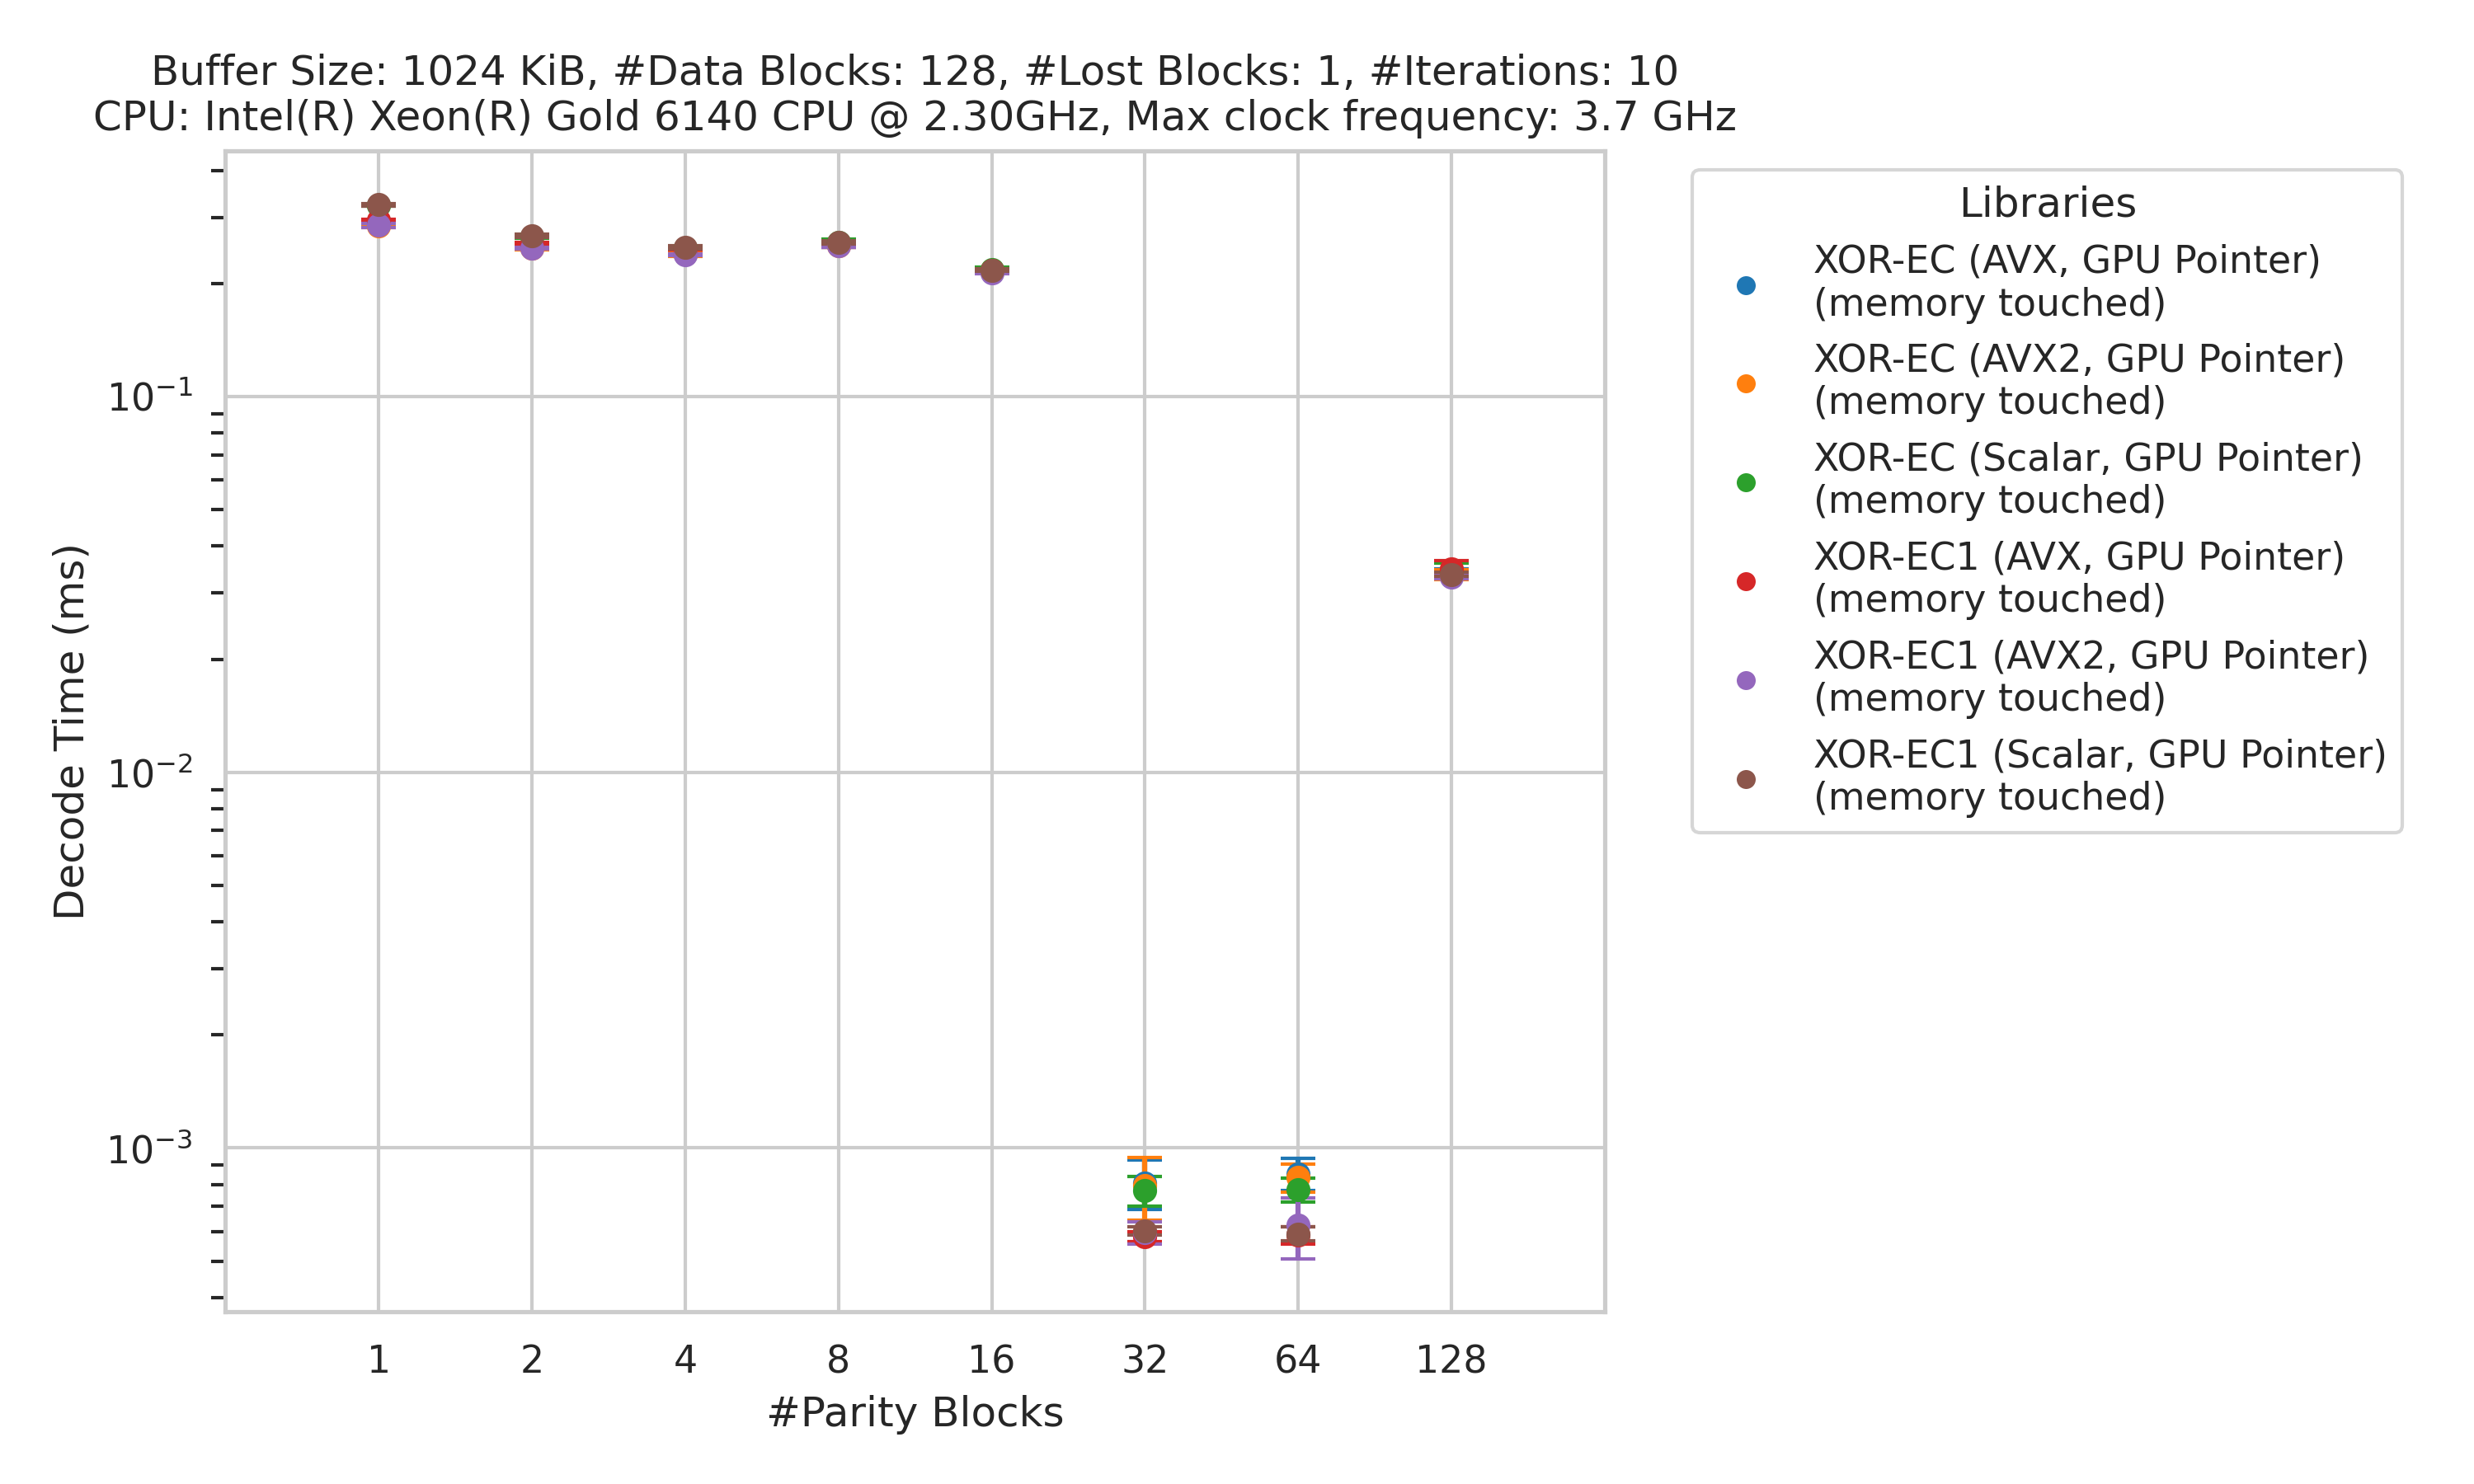 Buffer Size: 1024 KiB, #Data Blocks: 128, #Lost Blocks: 1, #Iterations: 10
CPU: Intel(R) Xeon(R) Gold 6140 CPU @ 2.30GHz, Max clock frequency: 3.7 GHz
Decode Time (ms)
10⁻¹
10⁻²
10⁻³
1 2 4 8 16 32 64 128
#Parity Blocks
Libraries
XOR-EC (AVX, GPU Pointer)
(memory touched)
XOR-EC (AVX2, GPU Pointer)
(memory touched)
XOR-EC (Scalar, GPU Pointer)
(memory touched)
XOR-EC1 (AVX, GPU Pointer)
(memory touched)
XOR-EC1 (AVX2, GPU Pointer)
(memory touched)
XOR-EC1 (Scalar, GPU Pointer)
(memory touched)